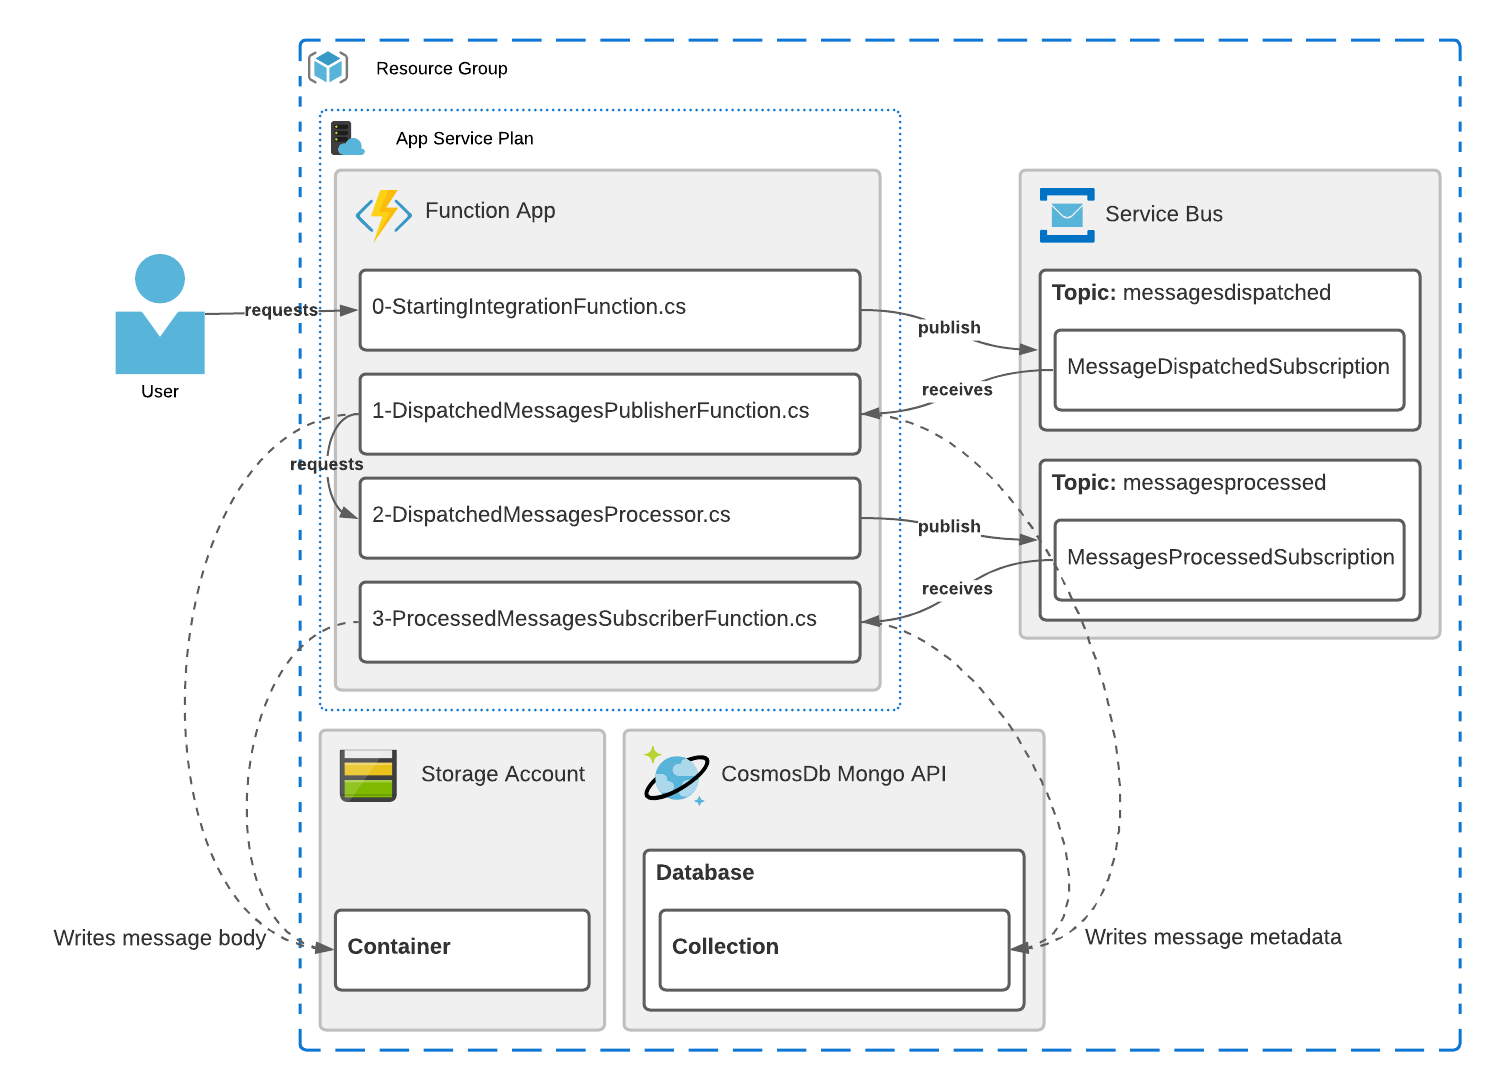 Resource Group
App Service Plan
Function App
Service Bus
0-StartingIntegrationFunction.cs
requests
publish
Topic: messagesdispatched
MessageDispatchedSubscription
User
receives
1-DispatchedMessagesPublisherFunction.cs
requests
2-DispatchedMessagesProcessor.cs
publish
Topic: messagesprocessed
MessagesProcessedSubscription
receives
3-ProcessedMessagesSubscriberFunction.cs
Storage Account
CosmosDb Mongo API
Database
Writes message body
Container
Collection
Writes message metadata